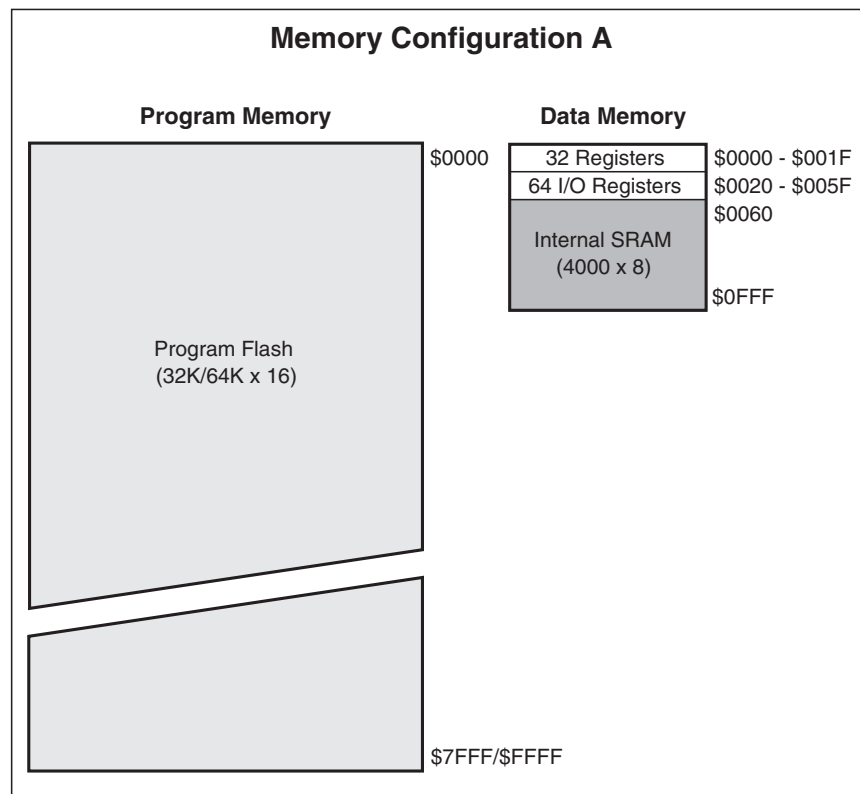 Memory Configuration A
Program Memory
Data Memory
$0000
32 Registers
$0000 - $001F
64 I/O Registers
$0020 - $005F
$0060
Internal SRAM
(4000 x 8)
$0FFF
Program Flash
(32K/64K x 16)
$7FFF/$FFFF